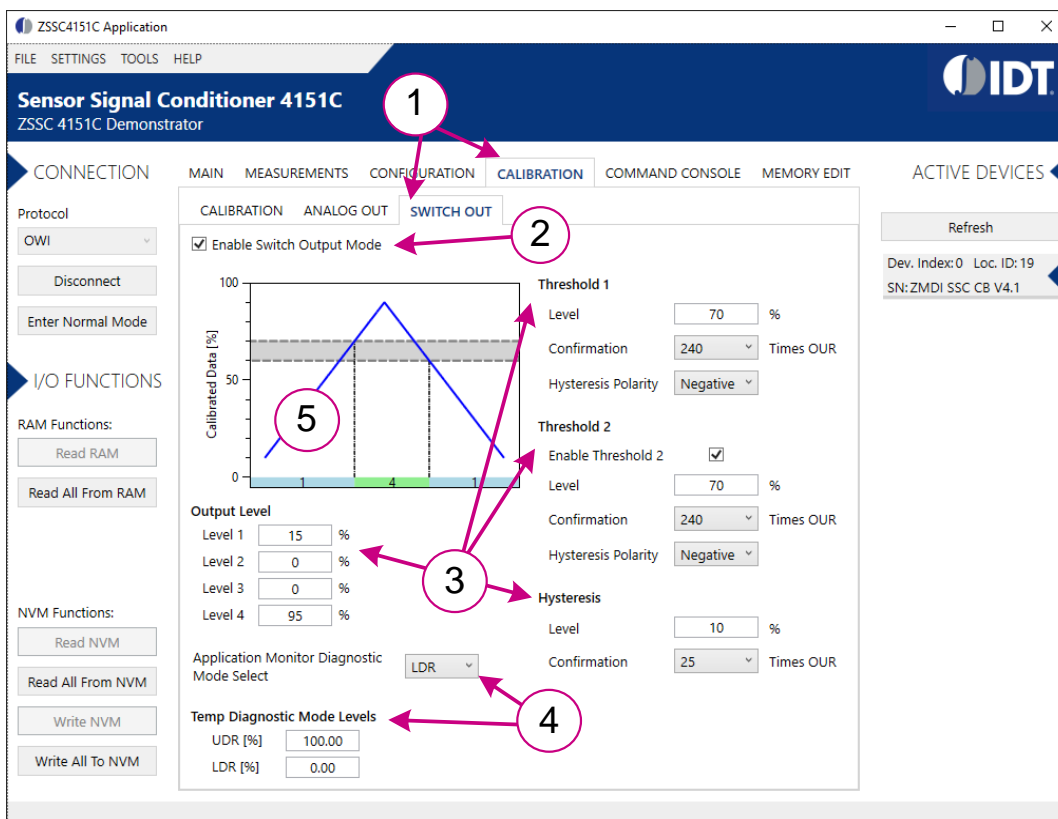 ZSSC4151C Application
FILE SETTINGS TOOLS HELP
IDT.
Sensor Signal Conditioner 4151C
ZSSC 4151C Demonstrator
1
CONNECTION
MAIN MEASUREMENTS CONFIGURATION CALIBRATION COMMAND CONSOLE MEMORY EDIT
ACTIVE DEVICES
CALIBRATION ANALOG OUT SWITCH OUT
Protocol
OWI
Disconnect
Enter Normal Mode
I/O FUNCTIONS
RAM Functions:
Read RAM
Read All From RAM
NVM Functions:
Read NVM
Read All From NVM
Write NVM
Write All To NVM
Enable Switch Output Mode
2
Calibrated Data [%]
100
50
0
5
1 4 1
Output Level
Level 1 15 %
Level 2 0 %
Level 3 0 %
Level 4 95 %
3
Application Monitor Diagnostic
Mode Select
LDR
4
Temp Diagnostic Mode Levels
UDR [%] 100.00
LDR [%] 0.00
Threshold 1
Level 70 %
Confirmation 240 Times OUR
Hysteresis Polarity Negative
Threshold 2
Enable Threshold 2
Level 70 %
Confirmation 240 Times OUR
Hysteresis Polarity Negative
Hysteresis
Level 10 %
Confirmation 25 Times OUR
Refresh
Dev. Index: 0 Loc. ID: 19
SN: ZMDI SSC CB V4.1